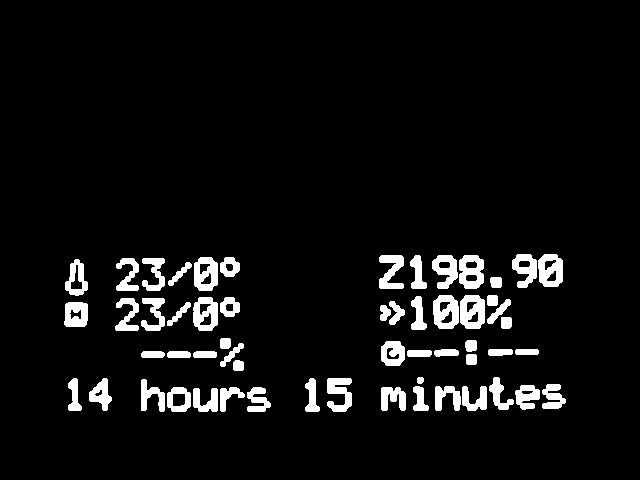 23/0° Z198.90
23/0° »100%
---% --:--
14 hours 15 minutes